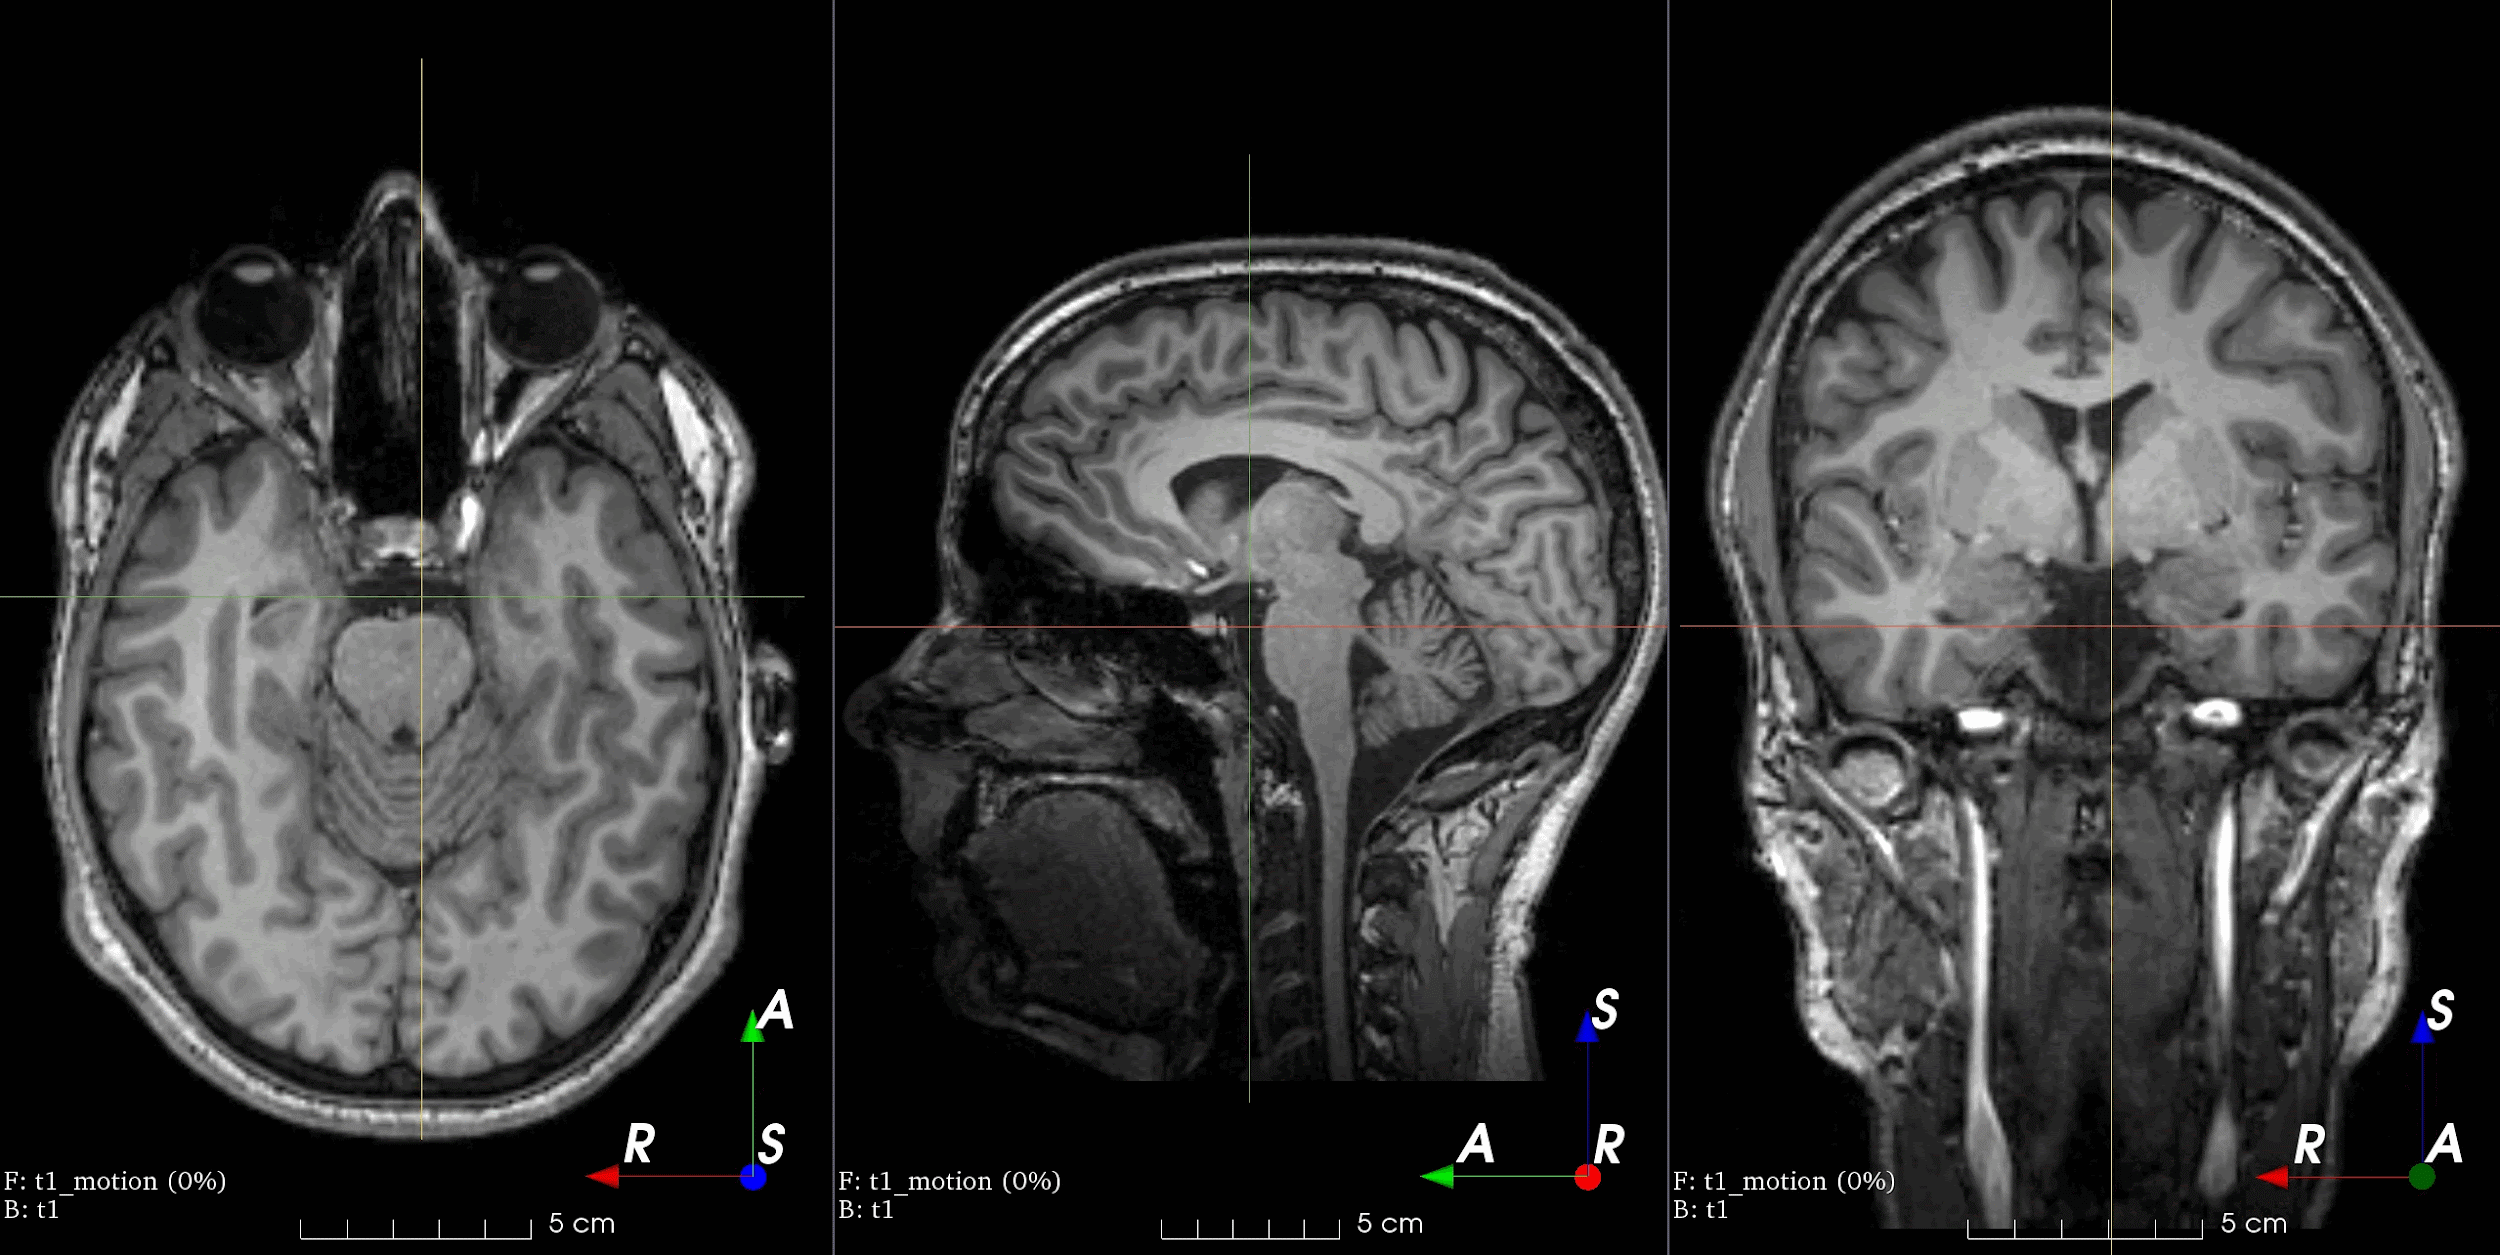 A
R
S
F: t1_motion (0%)
B: t1
5 cm
S
A
R
F: t1_motion (0%)
B: t1
5 cm
S
R
A
F: t1_motion (0%)
B: t1
5 cm